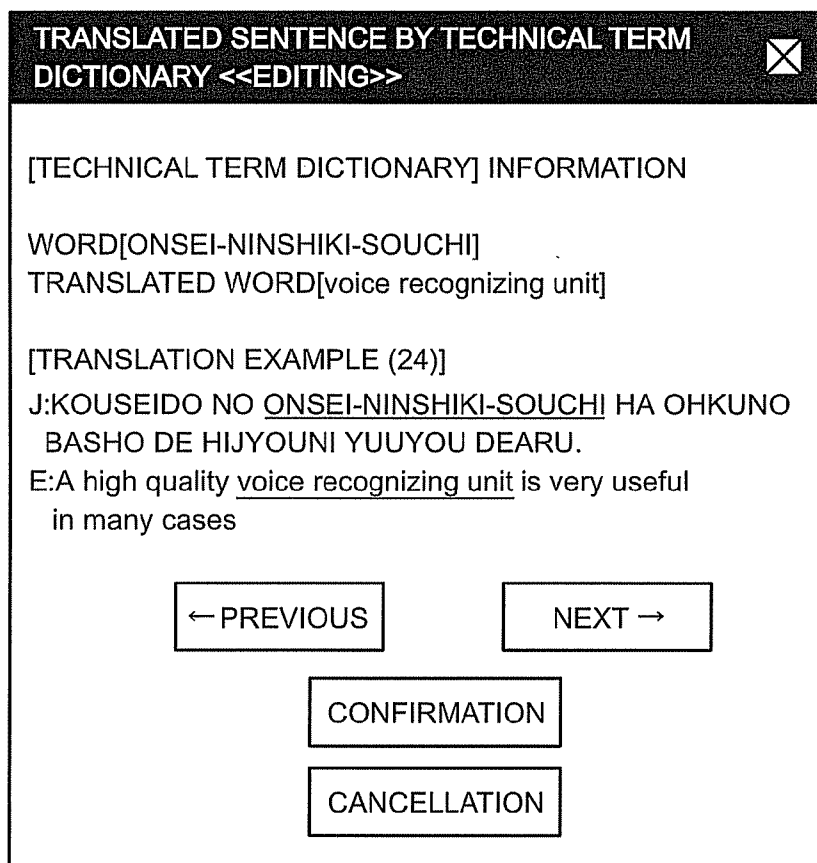 TRANSLATED SENTENCE BY TECHNICAL TERM
DICTIONARY <<EDITING>>
[TECHNICAL TERM DICTIONARY] INFORMATION
WORD[ONSEI-NINSHIKI-SOUCHI]
TRANSLATED WORD[voice recognizing unit]
[TRANSLATION EXAMPLE (24)]
J:KOUSEIDO NO ONSEI-NINSHIKI-SOUCHI HA OHKUNO
BASHO DE HIJYOUNI YUUYOU DEARU.
E:A high quality voice recognizing unit is very useful
in many cases
←PREVIOUS NEXT →
CONFIRMATION
CANCELLATION